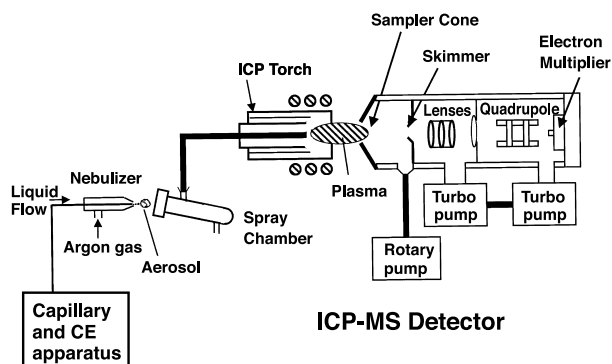 Sampler Cone
Skimmer
Electron
Multiplier
ICP Torch
Lenses
Quadrupole
Plasma
Liquid
Flow
Nebulizer
Argon gas
Aerosol
Spray
Chamber
Turbo
pump
Turbo
pump
Rotary
pump
Capillary
and CE
apparatus
ICP-MS Detector